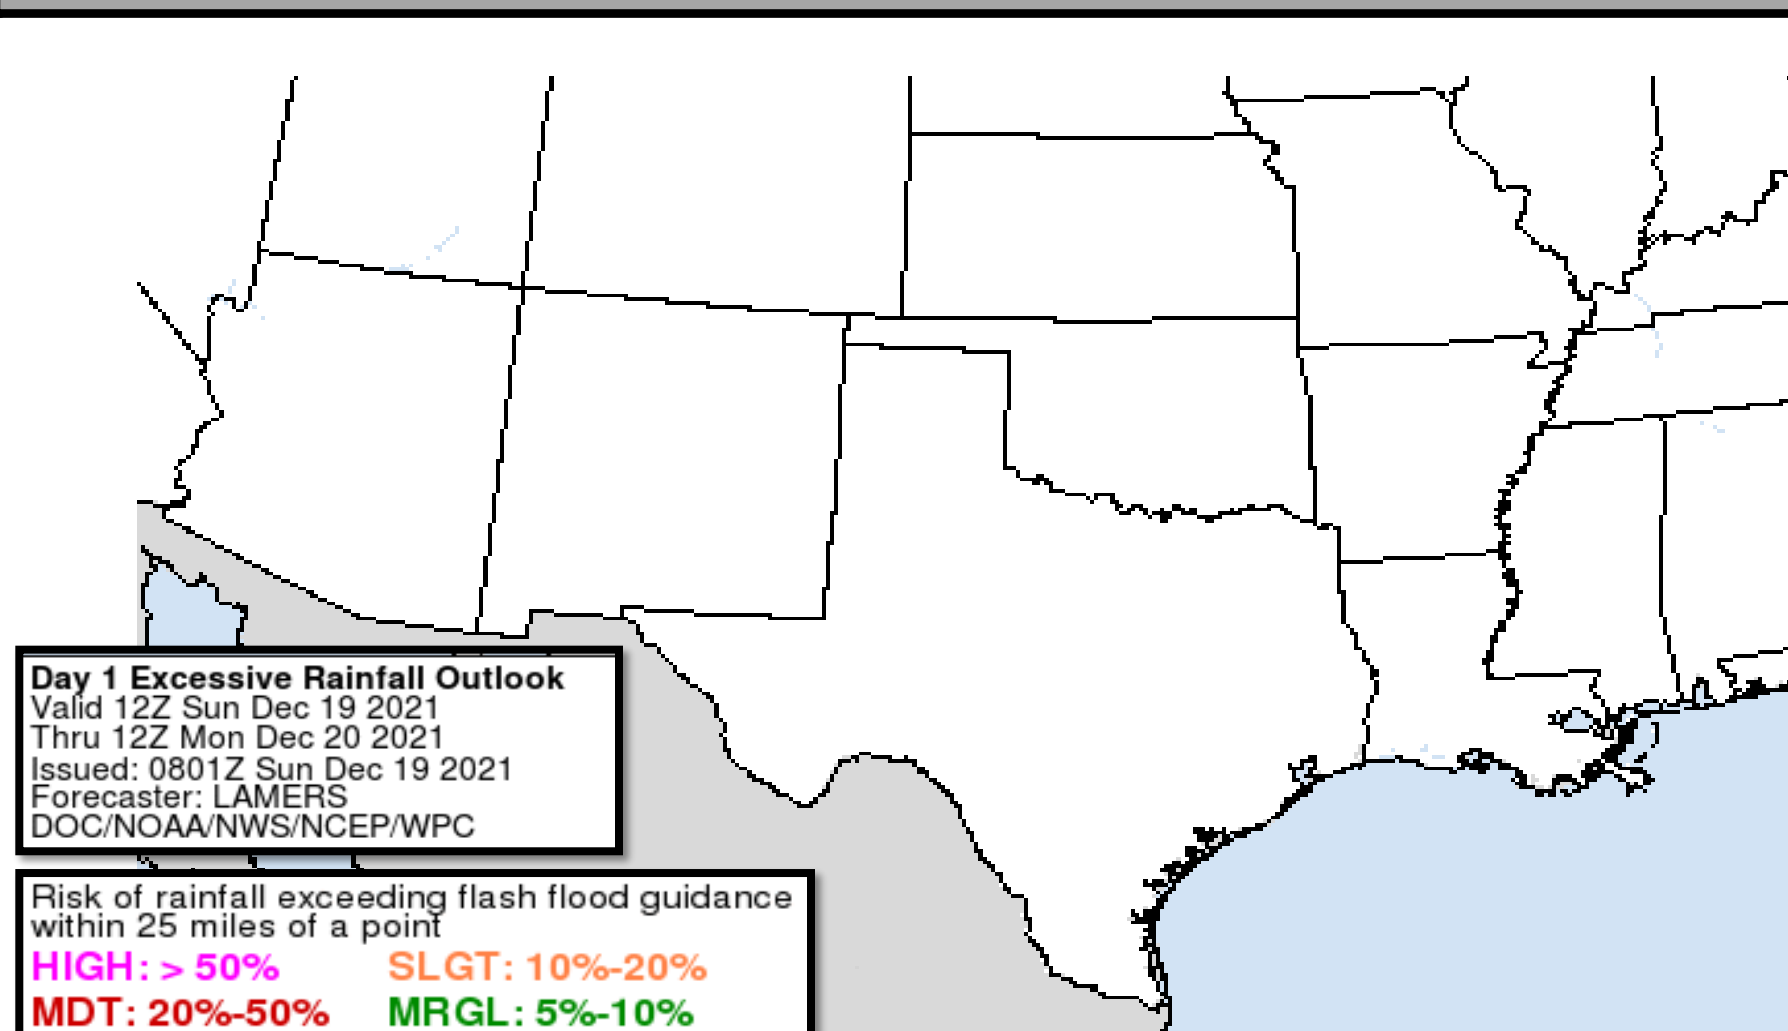 Day 1 Excessive Rainfall Outlook
Valid 12Z Sun Dec 19 2021
Thru 12Z Mon Dec 20 2021
Issued: 0801Z Sun Dec 19 2021
Forecaster: LAMERS
DOC/NOAA/NWS/NCEP/WPC
Risk of rainfall exceeding flash flood guidance
within 25 miles of a point
HIGH: > 50% SLGT: 10%-20%
MDT: 20%-50% MRGL: 5%-10%